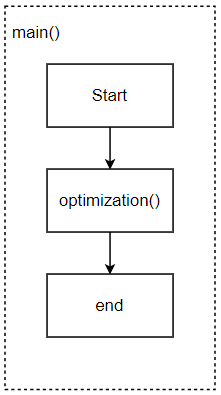 main()
Start
optimization()
end